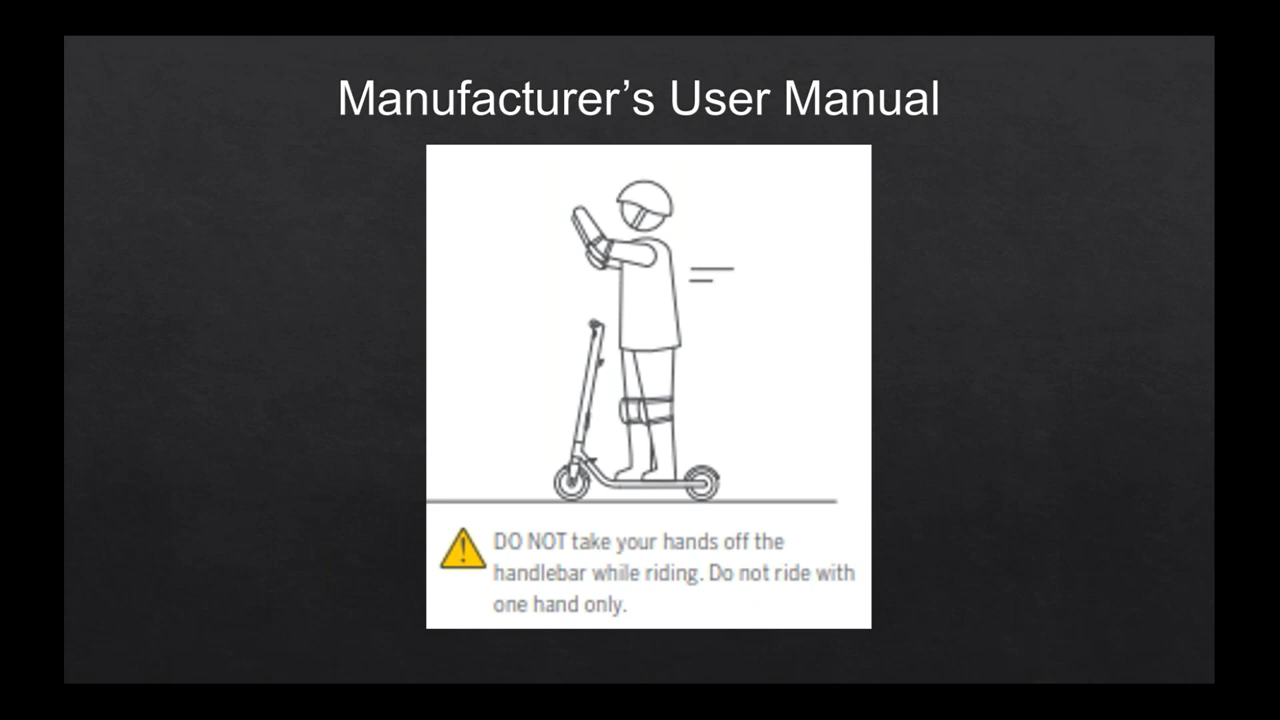 Manufacturer’s User Manual
DO NOT take your hands off the
handlebar while riding. Do not ride with
one hand only.